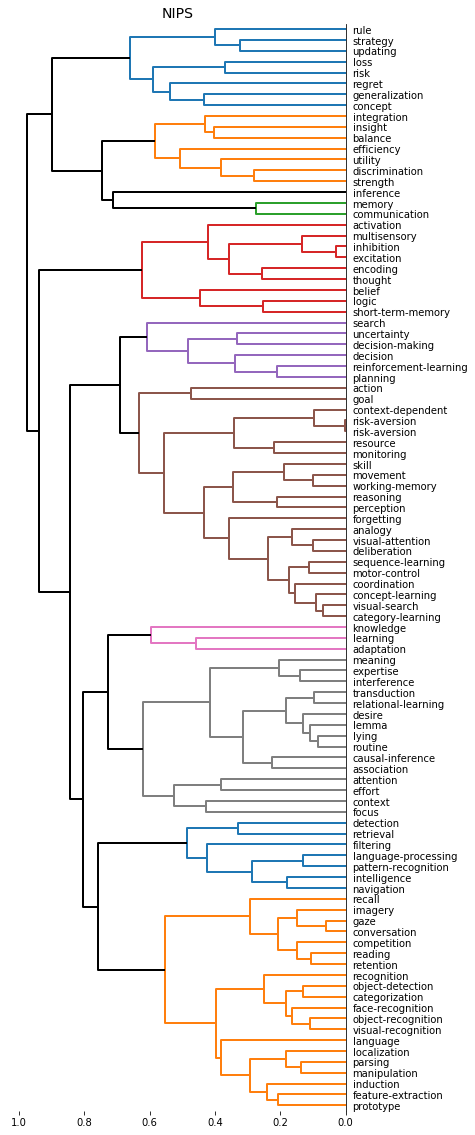 NIPS
rule
strategy
updating
loss
risk
regret
generalization
concept
integration
insight
balance
efficiency
utility
discrimination
strength
inference
memory
communication
activation
multisensory
inhibition
excitation
encoding
thought
belief
logic
short-term-memory
search
uncertainty
decision-making
decision
reinforcement-learning
planning
action
goal
context-dependent
risk-aversion
risk-aversion
resource
monitoring
skill
movement
working-memory
reasoning
perception
forgetting
analogy
visual-attention
deliberation
sequence-learning
motor-control
coordination
concept-learning
visual-search
category-learning
knowledge
learning
adaptation
meaning
expertise
interference
transduction
relational-learning
desire
lemma
lying
routine
causal-inference
association
attention
effort
context
focus
detection
retrieval
filtering
language-processing
pattern-recognition
intelligence
navigation
recall
imagery
gaze
conversation
competition
reading
retention
recognition
object-detection
categorization
face-recognition
object-recognition
visual-recognition
language
localization
parsing
manipulation
induction
feature-extraction
prototype
1.0 0.8 0.6 0.4 0.2 0.0